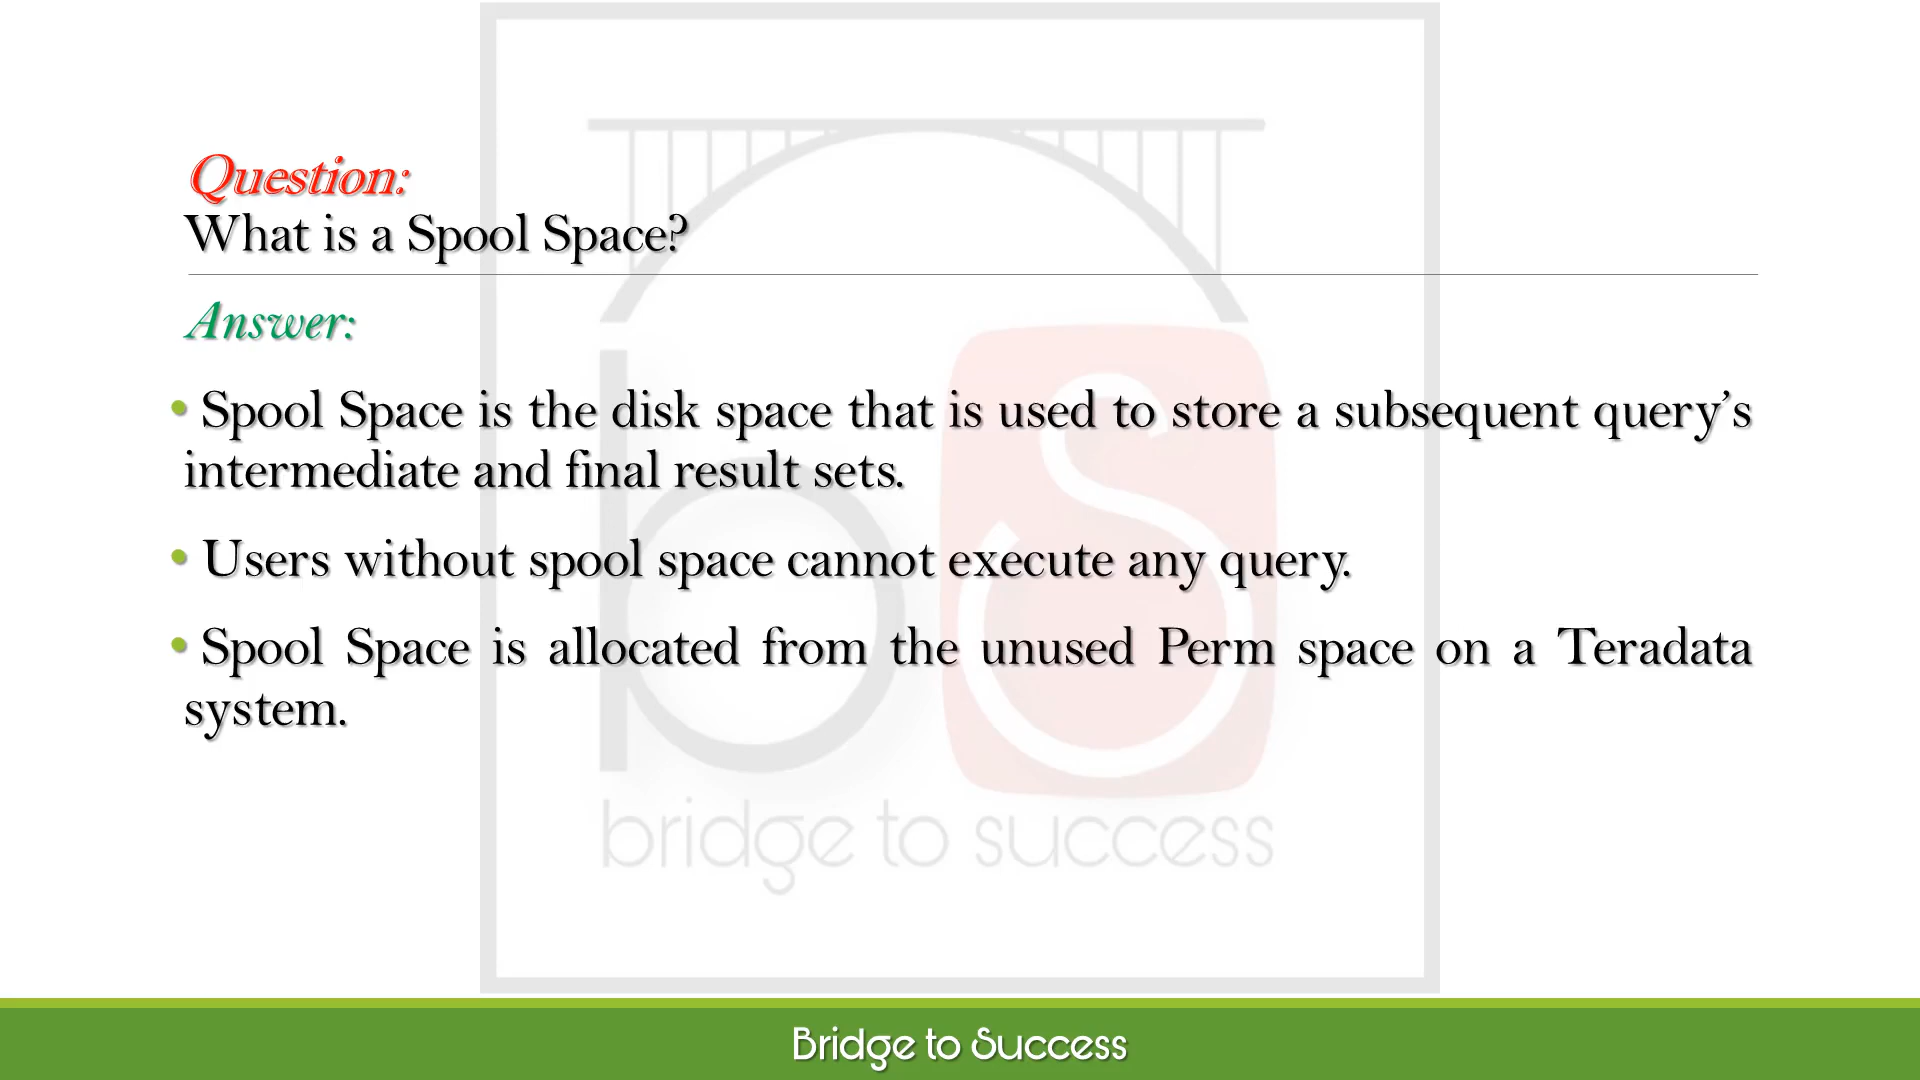 Question:
What is a Spool Space?
Answer:
• Spool Space is the disk space that is used to store a subsequent query’s
intermediate and final result sets.
• Users without spool space cannot execute any query.
• Spool Space is allocated from the unused Perm space on a Teradata
system.
bs
bridge to success
Bridge to Success